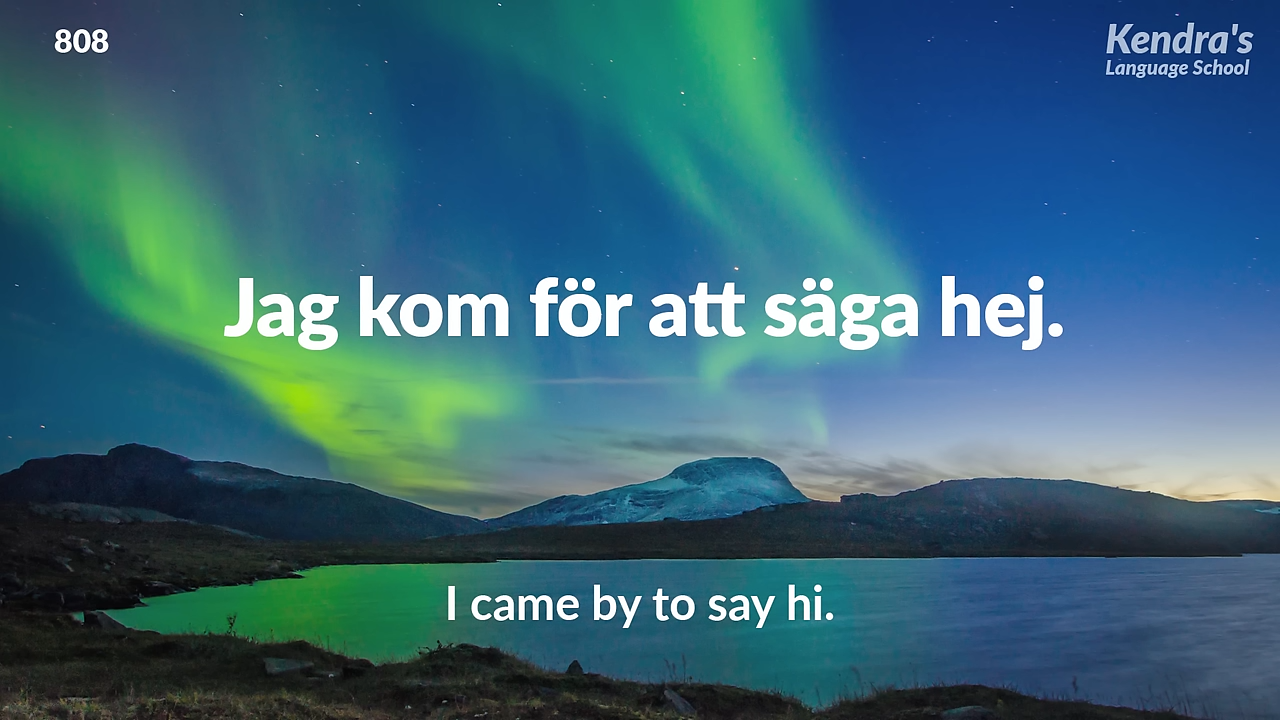 808
Kendra's
Language School
Jag kom för att säga hej.
I came by to say hi.